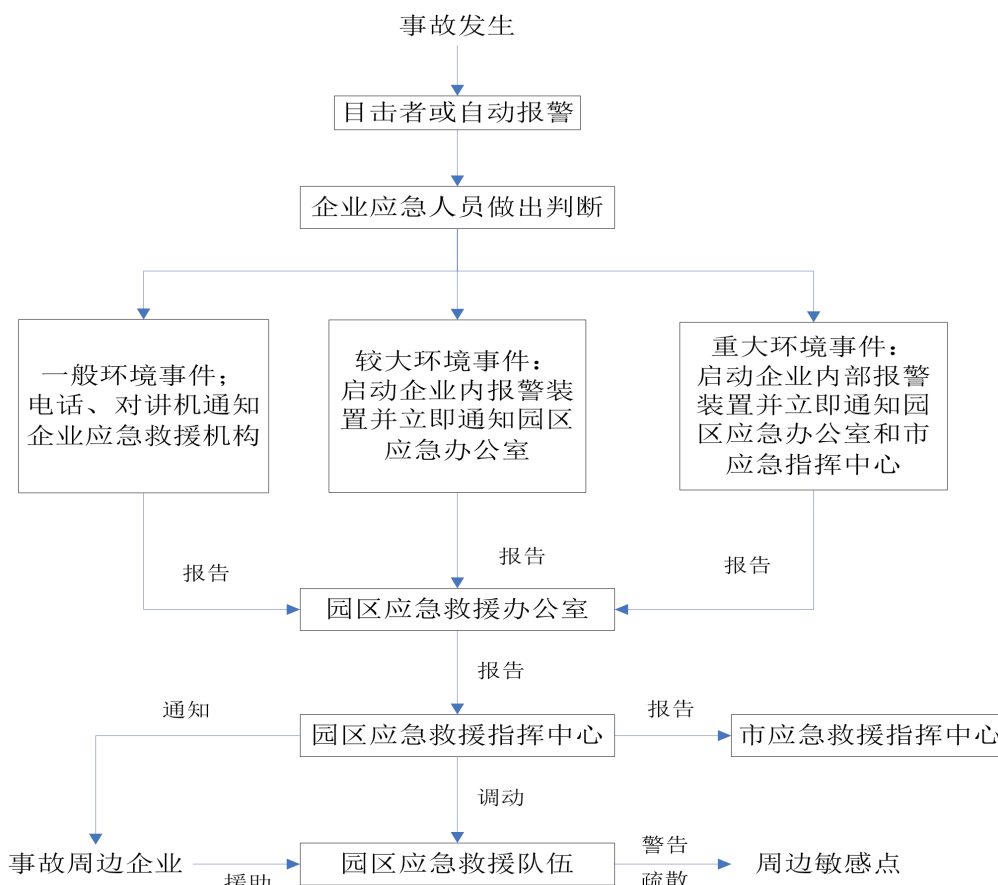 事故发生
目击者或自动报警
企业应急人员做出判断
一般环境事件;
电话、对讲机通知
企业应急救援机构
较大环境事件:
启动企业内报警装
置并立即通知园区
应急办公室
重大环境事件:
启动企业内部报警
装置并立即通知园
区应急办公室和市
应急指挥中心
报告
报告
报告
园区应急救援办公室
报告
通知
园区应急救援指挥中心
报告
市应急救援指挥中心
调动
事故周边企业
援助
园区应急救援队伍
警告
疏散
周边敏感点